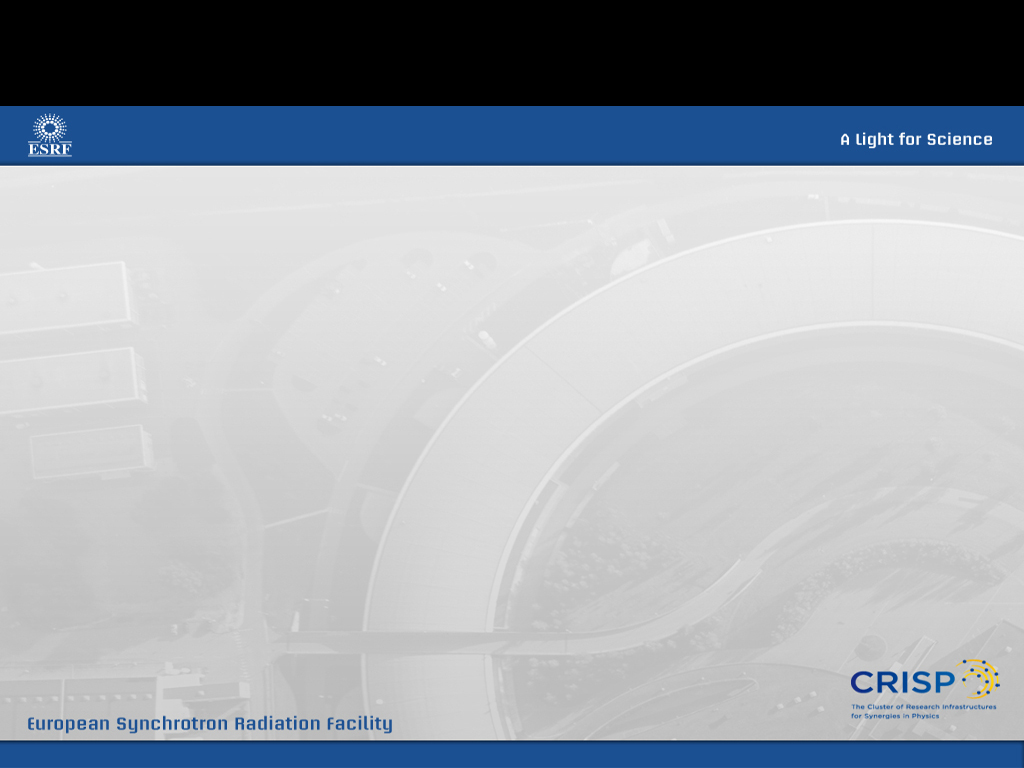 ESRF
A Light for Science
CRISP
The Cluster of Research Infrastructures
for Synergies in Physics
European Synchrotron Radiation Facility